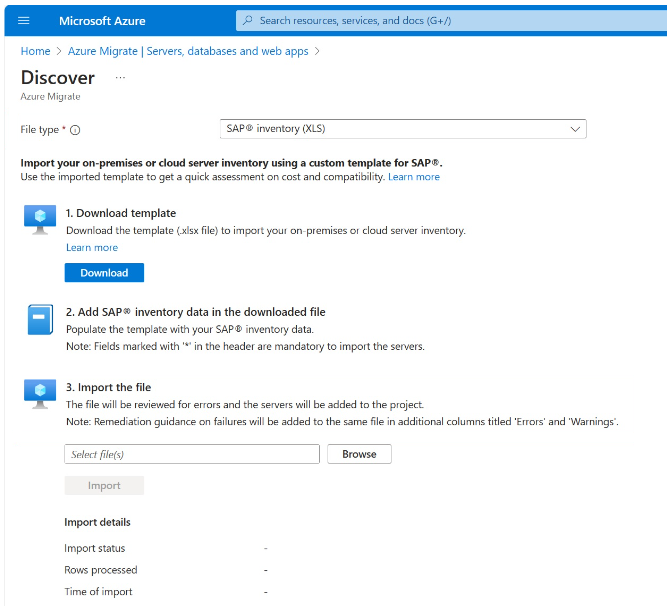 Microsoft Azure
Search resources, services, and docs (G+/)
Home > Azure Migrate | Servers, databases and web apps >
Discover ...
Azure Migrate
File type * SAP® inventory (XLS)
Import your on-premises or cloud server inventory using a custom template for SAP®.
Use the imported template to get a quick assessment on cost and compatibility. Learn more
1. Download template
Download the template (.xlsx file) to import your on-premises or cloud server inventory.
Learn more
Download
2. Add SAP® inventory data in the downloaded file
Populate the template with your SAP® inventory data.
Note: Fields marked with '*' in the header are mandatory to import the servers.
3. Import the file
The file will be reviewed for errors and the servers will be added to the project.
Note: Remediation guidance on failures will be added to the same file in additional columns titled 'Errors' and 'Warnings'.
Select file(s) Browse
Import
Import details
Import status -
Rows processed -
Time of import -